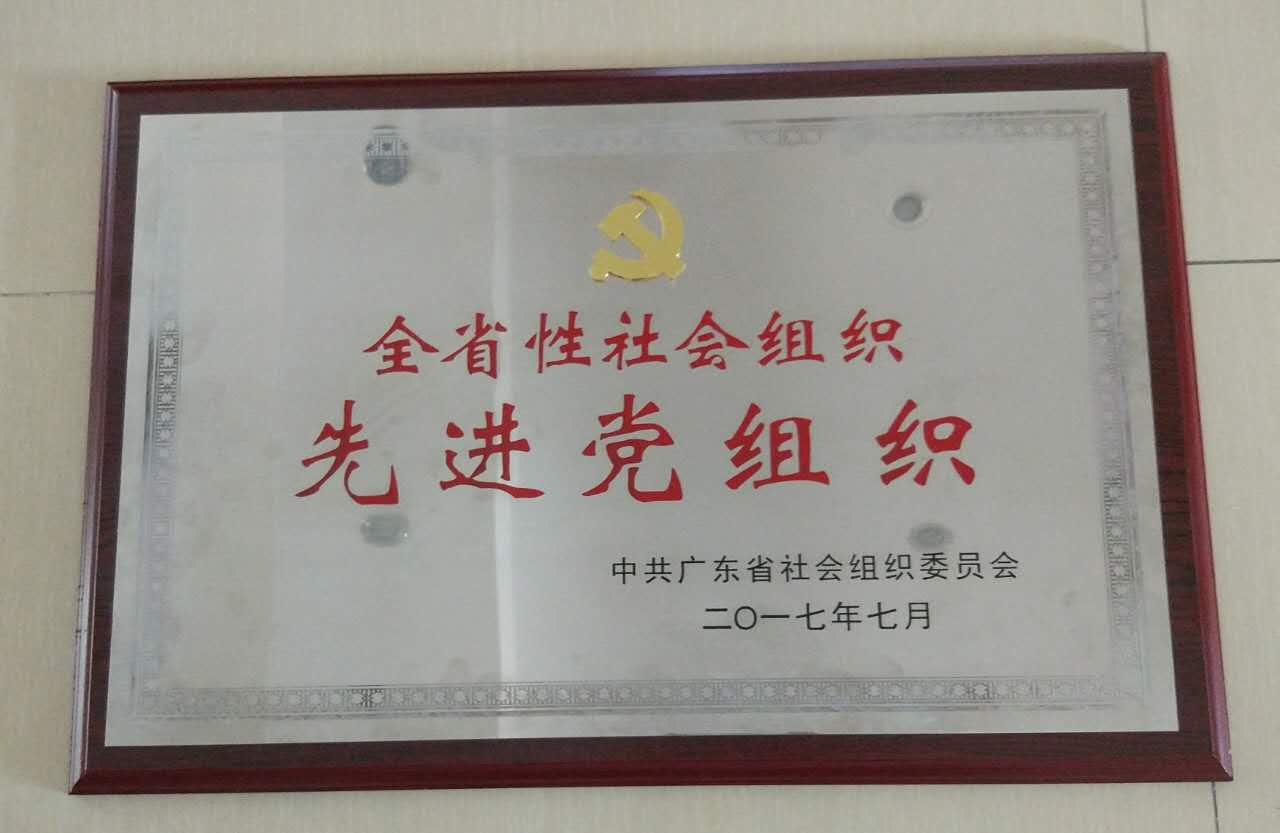 全省性社会组织
先进党组织
中共广东省社会组织委员会
二〇一七年七月